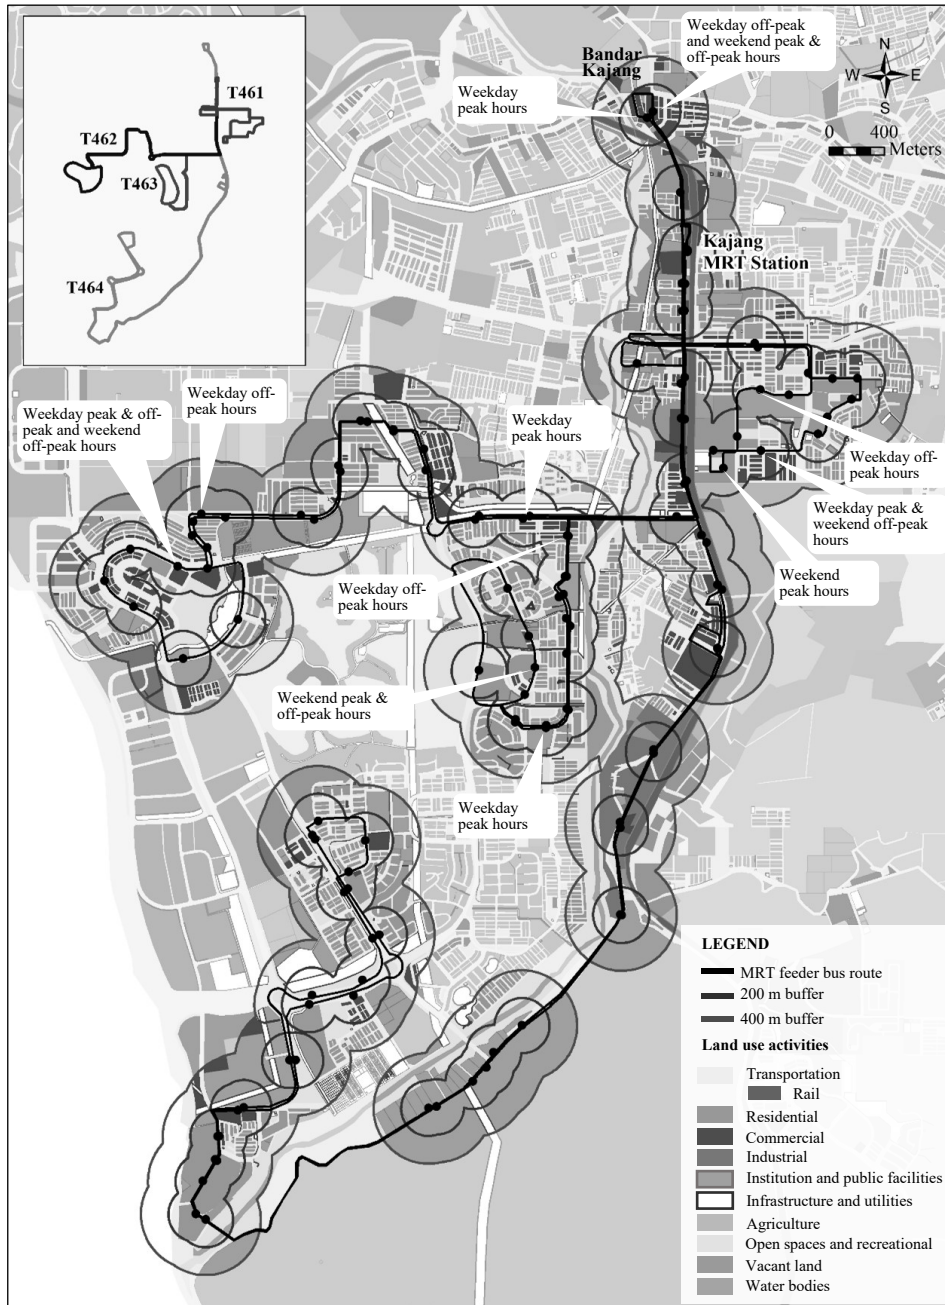 T461
T462
T463
T464
Bandar
Kajang
Weekday off-peak
and weekend peak &
off-peak hours
Weekday
peak hours
N
W
E
S
0
400
Meters
Kajang
MRT Station
Weekday off-
peak hours
Weekday peak & off-
peak and weekend
off-peak hours
Weekday
peak hours
Weekday off-
peak hours
Weekday peak &
weekend off-peak
hours
Weekend
peak hours
Weekday off-
peak hours
Weekend peak &
off-peak hours
Weekday
peak hours
LEGEND
MRT feeder bus route
200 m buffer
400 m buffer
Land use activities
Transportation
Rail
Residential
Commercial
Industrial
Institution and public facilities
Infrastructure and utilities
Agriculture
Open spaces and recreational
Vacant land
Water bodies